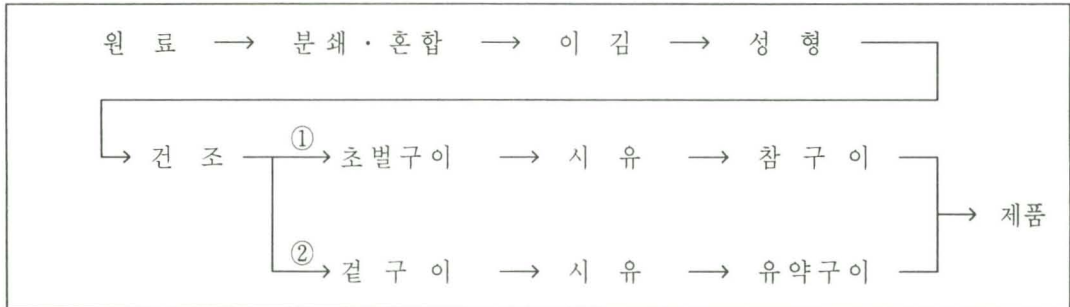 원 료 → 분쇄 · 혼합 → 이 김 → 성 형
건 조 ① → 초벌구이 → 시 유 → 참 구 이
→ 제품
② → 겉 구 이 → 시 유 → 유약구이